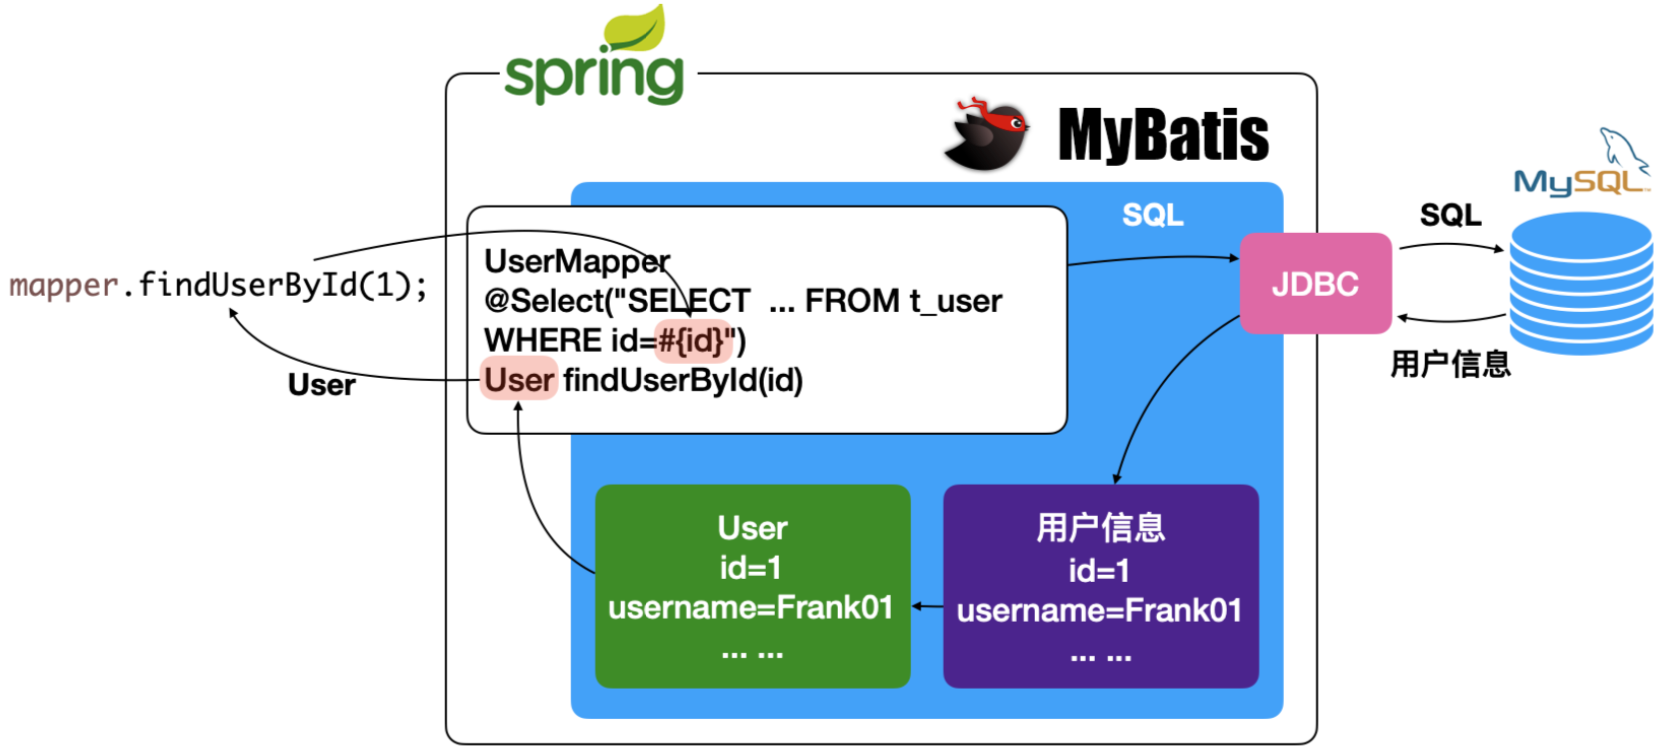 spring
MyBatis
MySQL
SQL
SQL
UserMapper
@Select("SELECT ... FROM t_user
WHERE id=#{id}")
User findUserById(id)
mapper.findUserById(1);
JDBC
User
用户信息
User
id=1
username=Frank01
... ...
用户信息
id=1
username=Frank01
... ...